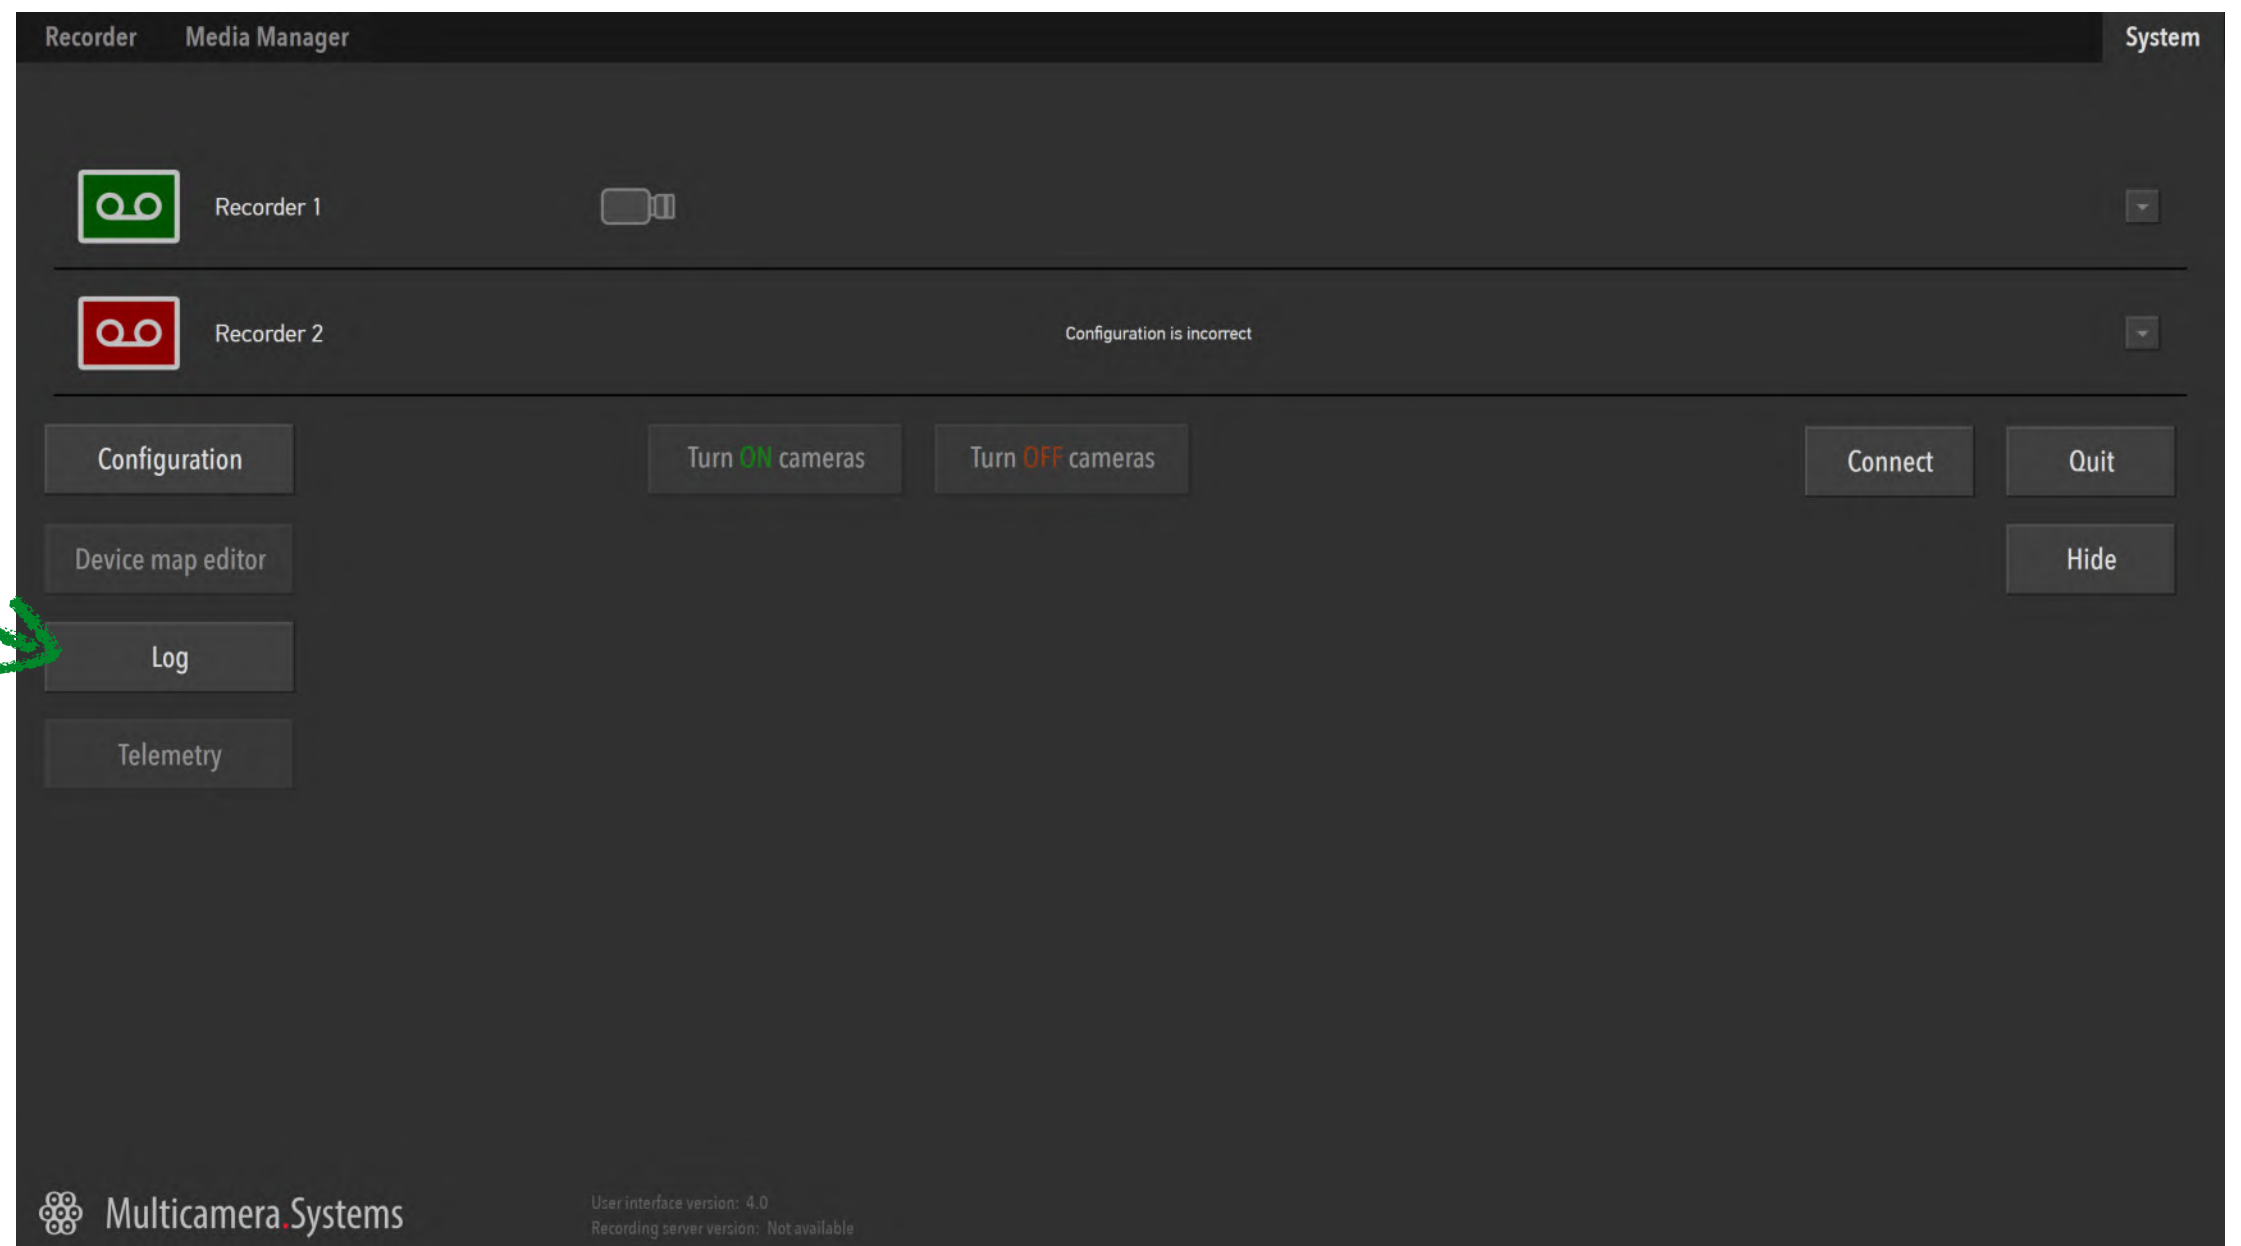 Recorder Media Manager System
Recorder 1
Recorder 2 Configuration is incorrect
Configuration Turn ON cameras Turn OFF cameras Connect Quit
Device map editor Hide
Log
Telemetry
Multicamera.Systems
User interface version: 4.0
Recording server version: Not available